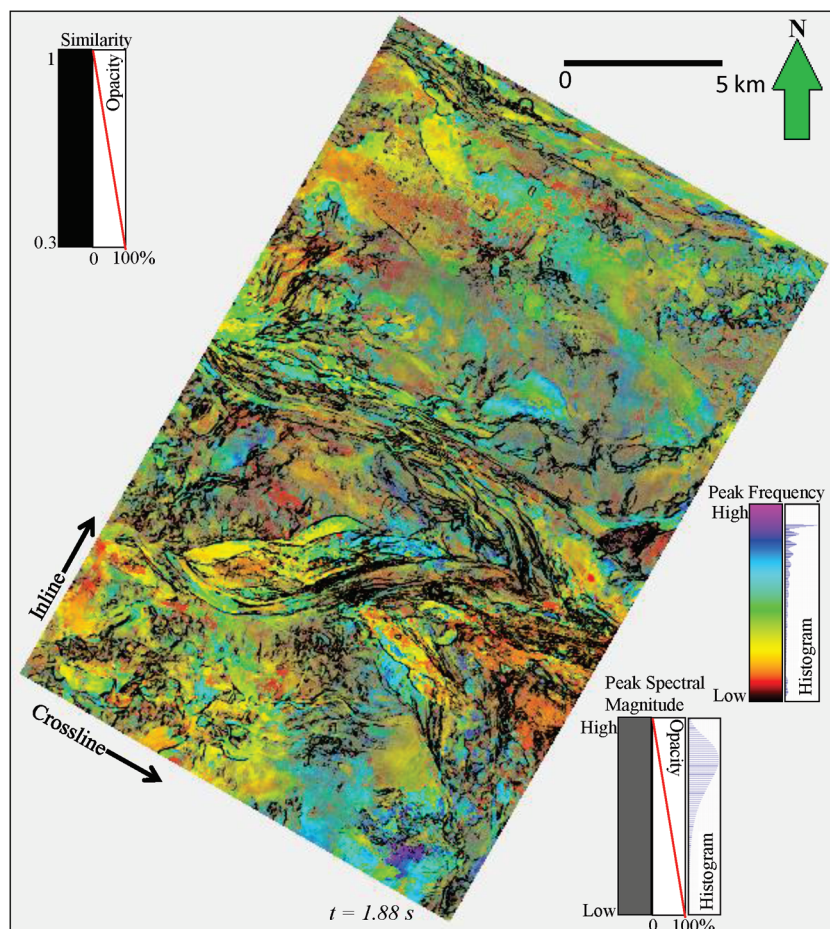 Similarity
1
Opacity
0.3
0 100%
N
0 5 km
Inline
Crossline
Peak Frequency
High
Histogram
Low
Peak Spectral
Magnitude
High
Opacity
Histogram
Low
0 100%
t = 1.88 s